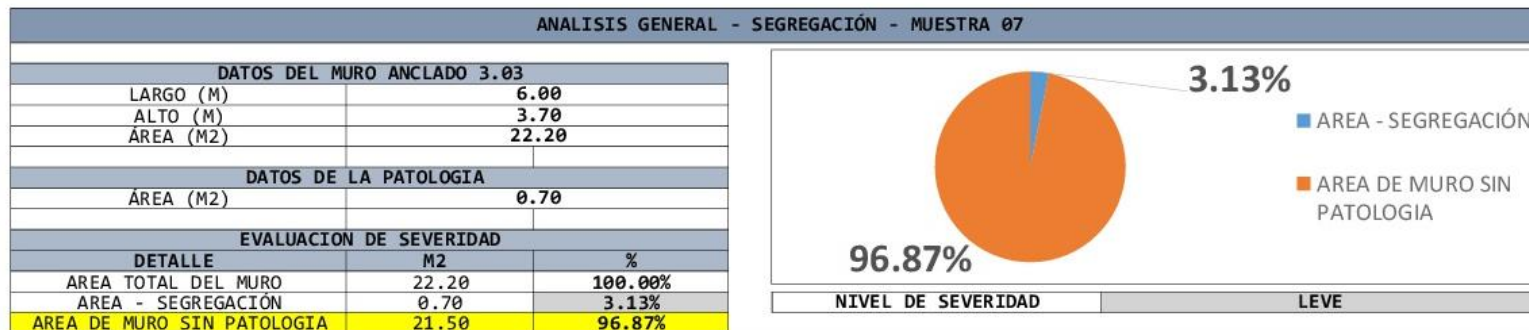 ANALISIS GENERAL - SEGREGACIÓN - MUESTRA 07
DATOS DEL MURO ANCLADO 3.03
LARGO (M) 6.00
ALTO (M) 3.70
ÁREA (M2) 22.20
DATOS DE LA PATOLOGIA
ÁREA (M2) 0.70
EVALUACION DE SEVERIDAD
DETALLE M2 %
AREA TOTAL DEL MURO 22.20 100.00%
AREA - SEGREGACIÓN 0.70 3.13%
AREA DE MURO SIN PATOLOGIA 21.50 96.87%
3.13%
96.87%
AREA - SEGREGACIÓN
AREA DE MURO SIN
PATOLOGIA
NIVEL DE SEVERIDAD LEVE